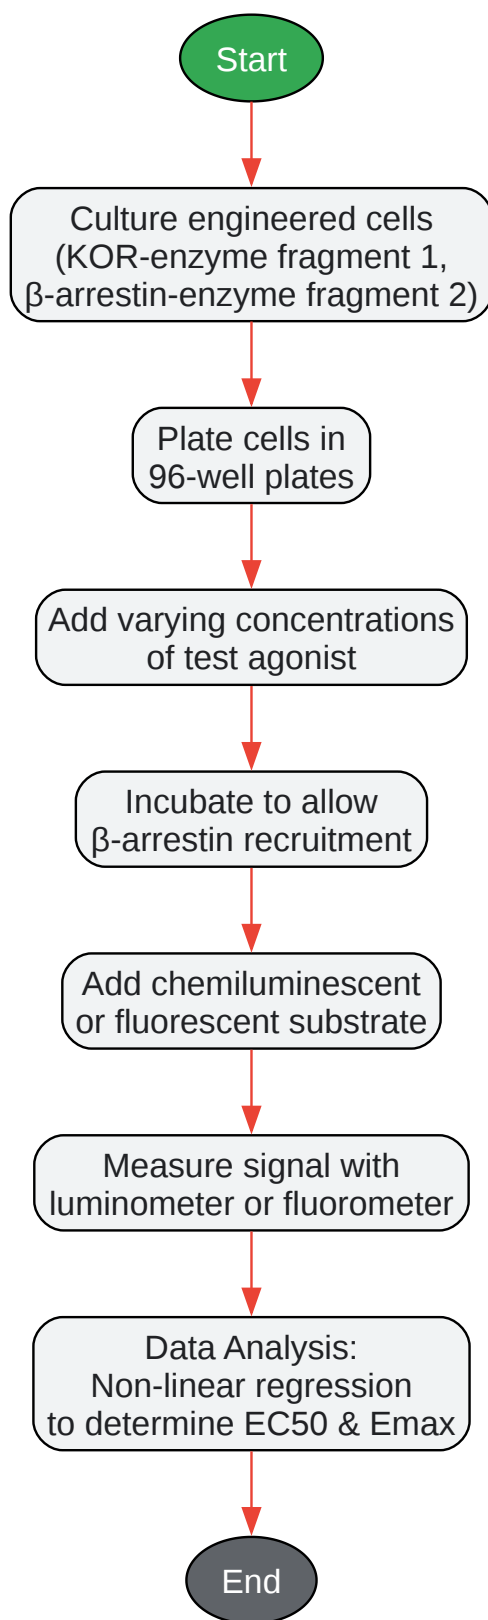 Start
Culture engineered cells
(KOR-enzyme fragment 1,
β-arrestin-enzyme fragment 2)
Plate cells in
96-well plates
Add varying concentrations
of test agonist
Incubate to allow
β-arrestin recruitment
Add chemiluminescent
or fluorescent substrate
Measure signal with
luminometer or fluorometer
Data Analysis:
Non-linear regression
to determine EC50 & Emax
End